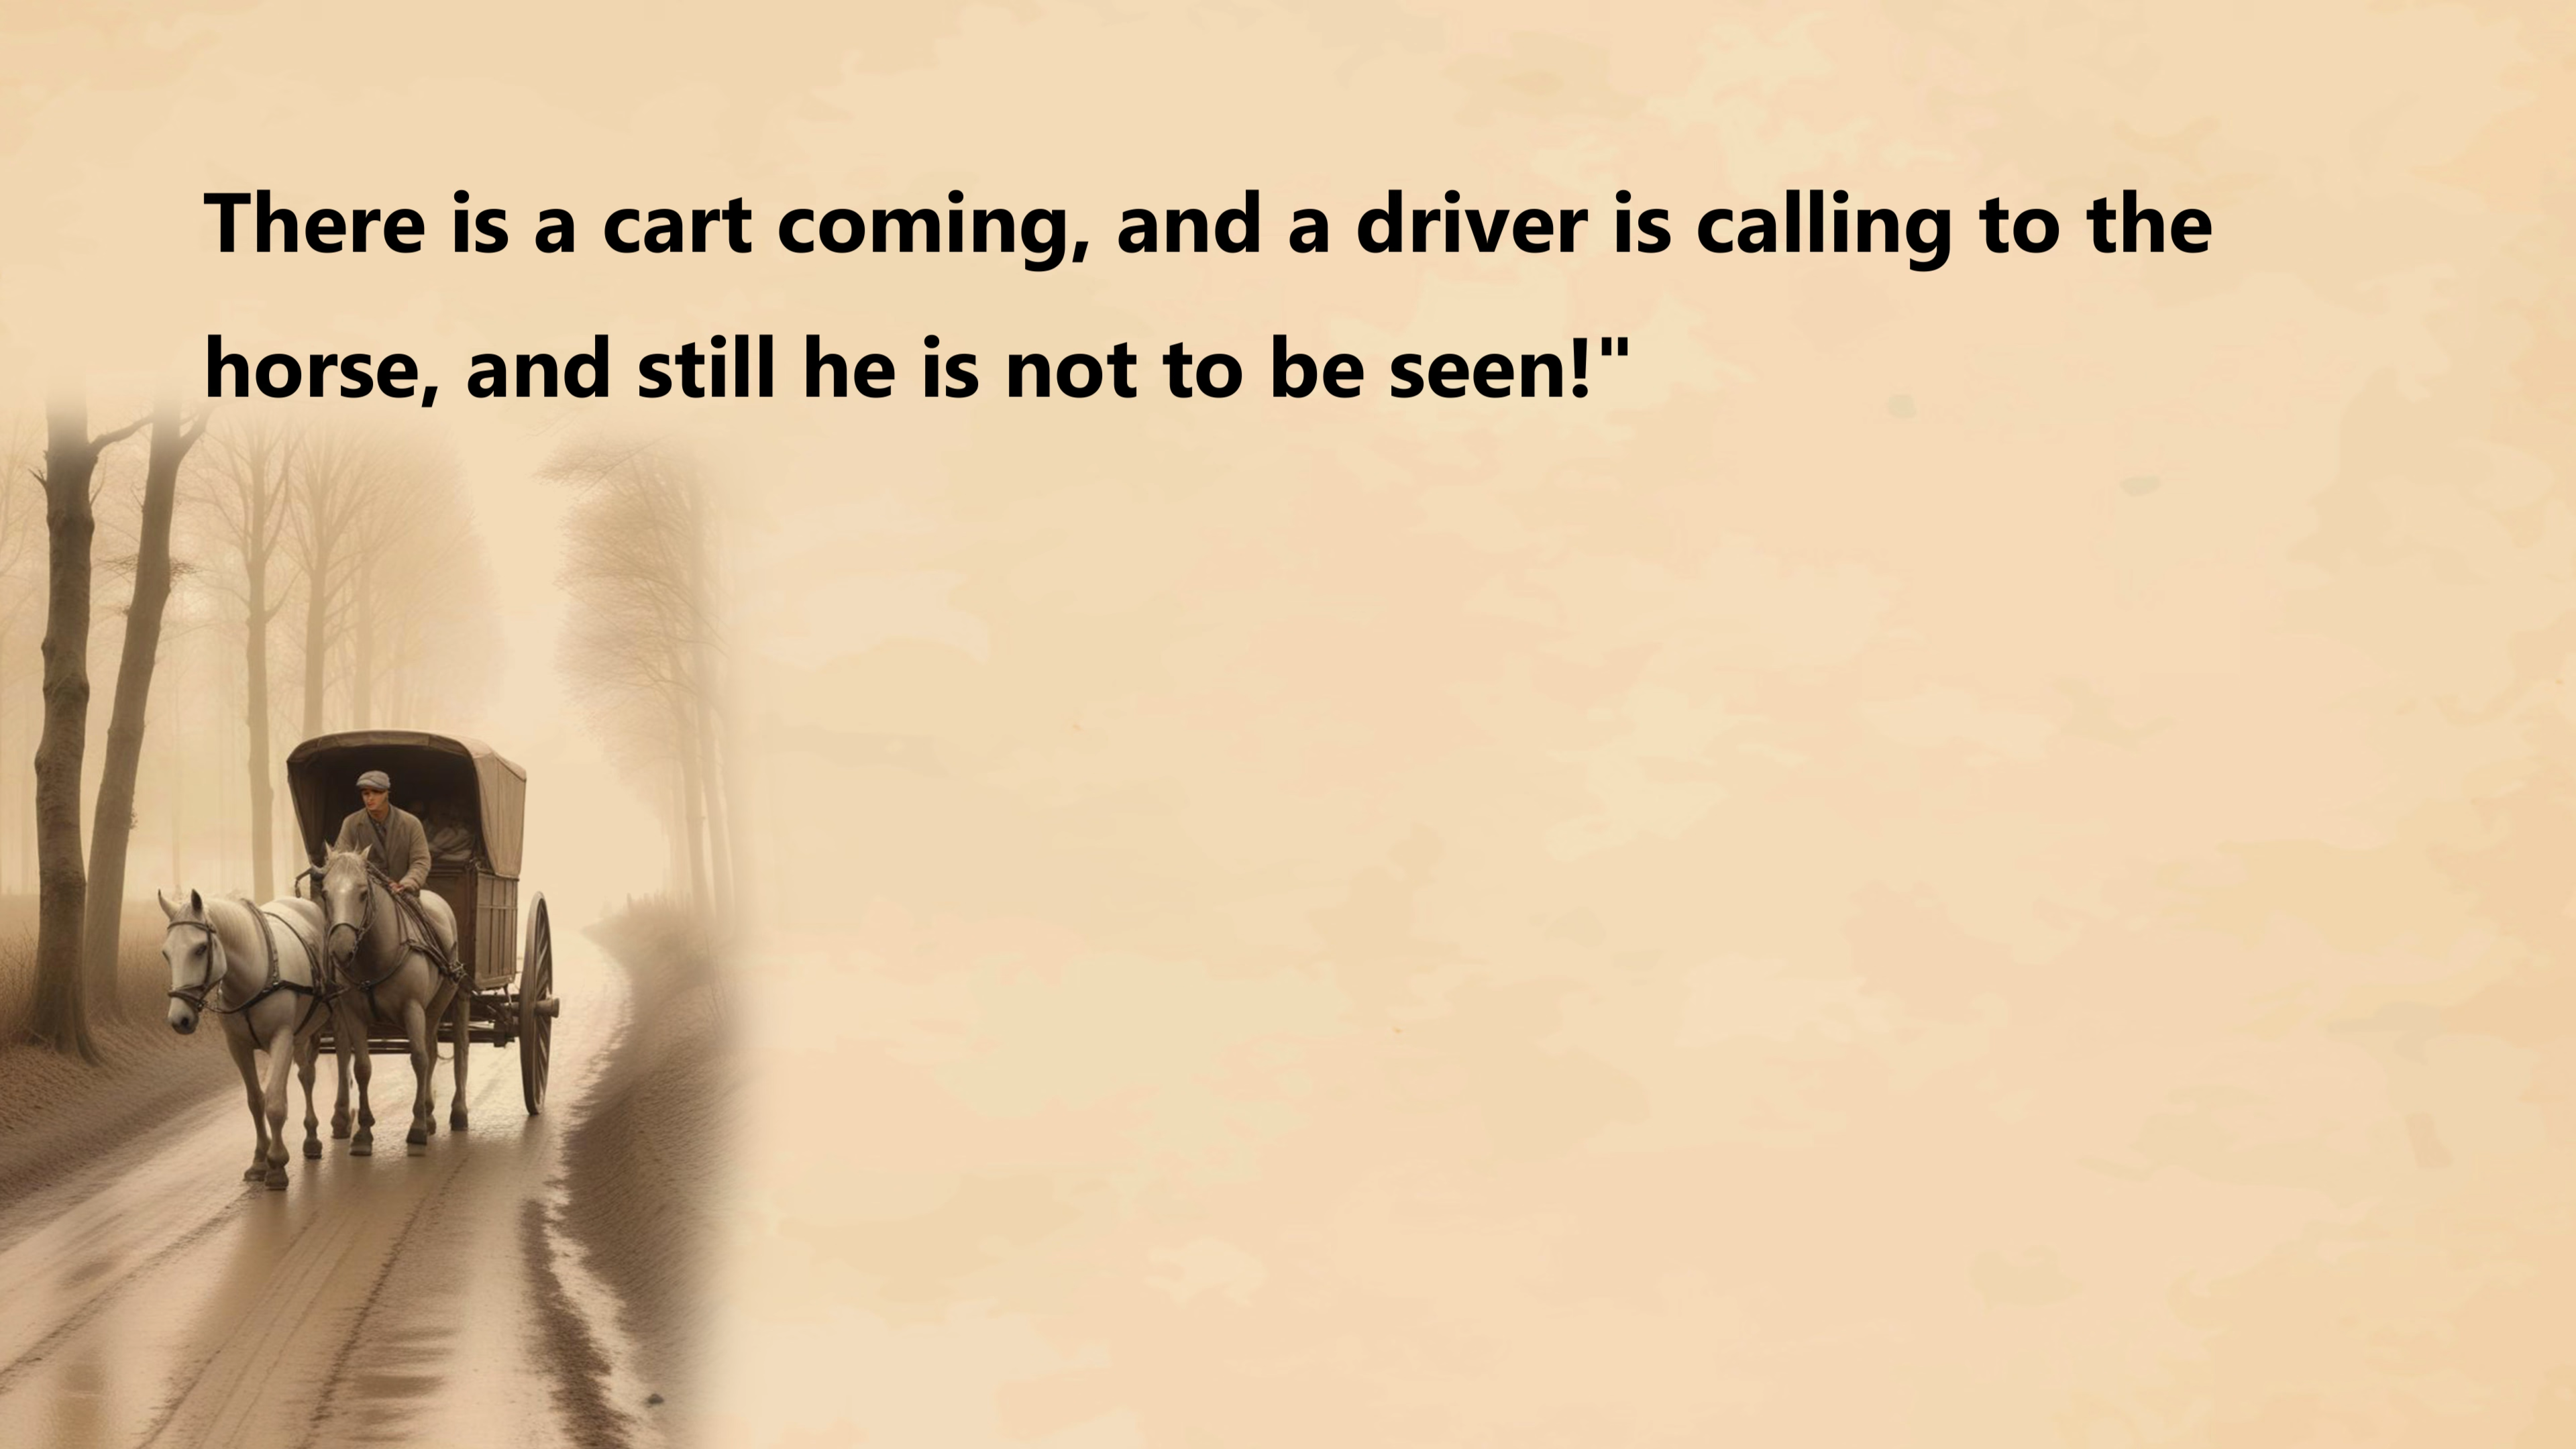 There is a cart coming, and a driver is calling to the
horse, and still he is not to be seen!"